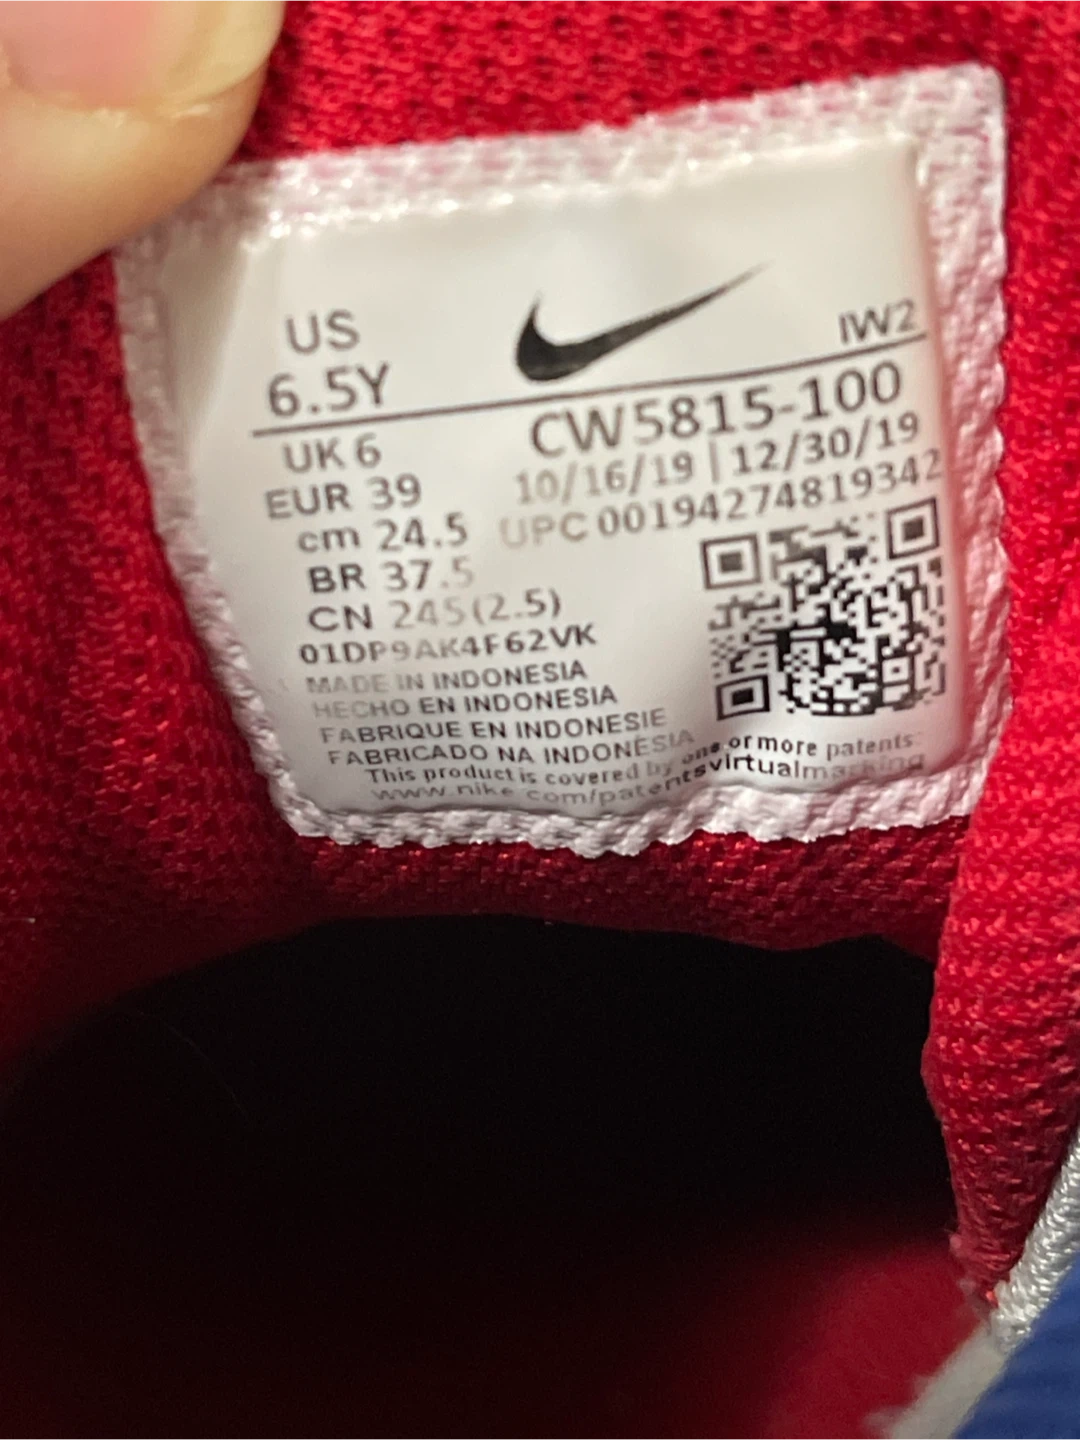 US
6.5Y
IW2
UK 6
EUR 39
cm 24.5
BR 37.5
CN 245(2.5)
CW5815-100
10/16/19 | 12/30/19
UPC 00194274819342
01DP9AK4F62VK
MADE IN INDONESIA
HECHO EN INDONESIA
FABRIQUE EN INDONESIE
FABRICADO NA INDONÉSIA
This product is covered by one or more patents:
www.nike.com/patentsvirtualmarking